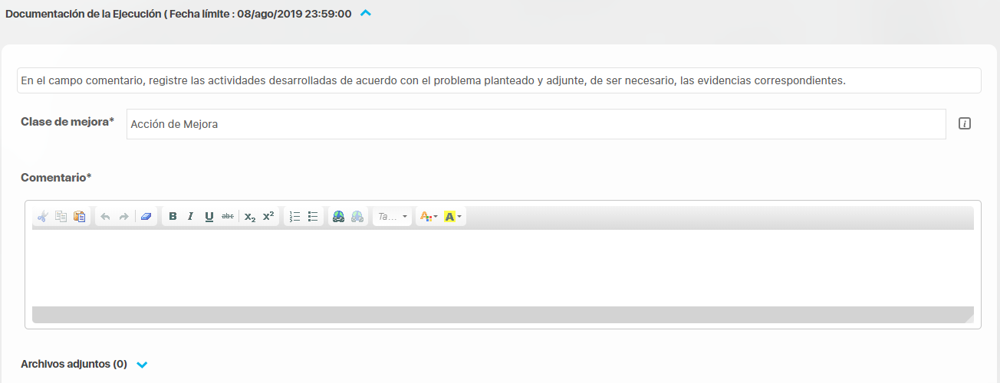 Documentación de la Ejecución ( Fecha límite : 08/ago/2019 23:59:00
En el campo comentario, registre las actividades desarrolladas de acuerdo con el problema planteado y adjunte, de ser necesario, las evidencias correspondientes.
Clase de mejora* Acción de Mejora i
Comentario*
B I U abc x₂ x² Ta... A A
Archivos adjuntos (0)